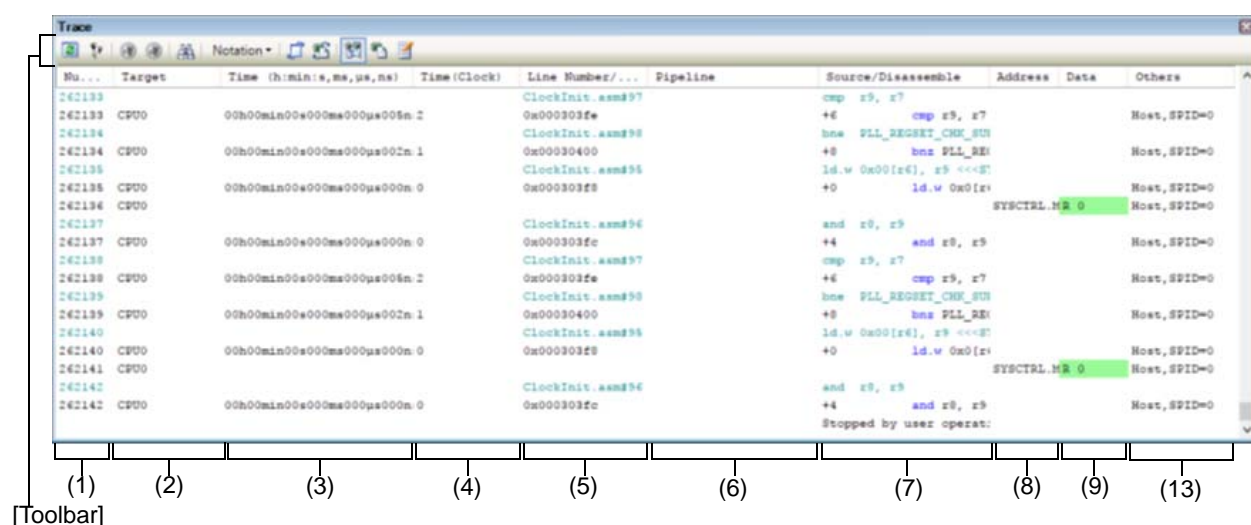 Trace
Notation
Nu... Target Time (h:min:s,ms,µs,ns) Time(Clock) Line Number/... Pipeline Source/Disassemble Address Data Others
262133 ClockInit.asm#97 cmp r9, r7
262133 CPU0 00h00min00s000ms000µs005n: 2 0x000303fe +6 cmp r9, r7 Host,SPID=0
262134 ClockInit.asm#98 bne PLL_REGSET_CHK_SUB
262134 CPU0 00h00min00s000ms000µs002n: 1 0x00030400 +8 bnz PLL_REG Host,SPID=0
262135 ClockInit.asm#95 ld.w 0x00[r6], r9 <<<ST
262135 CPU0 00h00min00s000ms000µs000n: 0 0x000303f8 +0 ld.w 0x0[r6 Host,SPID=0
262136 CPU0 SYSCTRL.M R 0 Host,SPID=0
262137 ClockInit.asm#96 and r8, r9
262137 CPU0 00h00min00s000ms000µs000n: 0 0x000303fc +4 and r8, r9 Host,SPID=0
262138 ClockInit.asm#97 cmp r9, r7
262138 CPU0 00h00min00s000ms000µs005n: 2 0x000303fe +6 cmp r9, r7 Host,SPID=0
262139 ClockInit.asm#98 bne PLL_REGSET_CHK_SUB
262139 CPU0 00h00min00s000ms000µs002n: 1 0x00030400 +8 bnz PLL_REG Host,SPID=0
262140 ClockInit.asm#95 ld.w 0x00[r6], r9 <<<ST
262140 CPU0 00h00min00s000ms000µs000n: 0 0x000303f8 +0 ld.w 0x0[r6 Host,SPID=0
262141 CPU0 SYSCTRL.M R 0 Host,SPID=0
262142 ClockInit.asm#96 and r8, r9
262142 CPU0 00h00min00s000ms000µs000n: 0 0x000303fc +4 and r8, r9 Host,SPID=0
Stopped by user operat:
(1) (2) (3) (4) (5) (6) (7) (8) (9) (13)
[Toolbar]